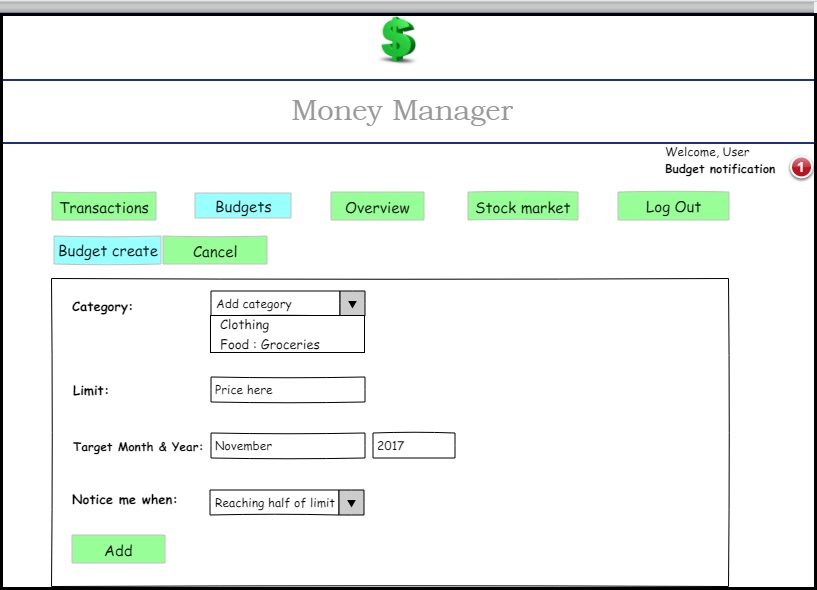 $
Money Manager
Welcome, User
Budget notification 1
Transactions Budgets Overview Stock market Log Out
Budget create Cancel
Category: Add category
Clothing
Food : Groceries
Limit: Price here
Target Month & Year: November 2017
Notice me when: Reaching half of limit
Add